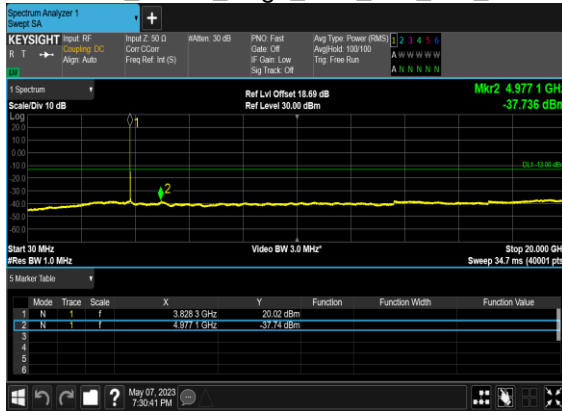 Spectrum Analyzer 1
Swept SA
+
KEYSIGHT Input: RF Input Z: 50 Ω #Atten: 30 dB PNO: Fast Avg Type: Power (RMS) 1 2 3 4 5 6
R T Coupling: DC Corr CCorr Gate: Off Avg|Hold: 100/100 A W W W W W
Align: Auto Freq Ref: Int (S) IF Gain: Low Trig: Free Run
Sig Track: Off A N N N N N
LXI
1 Spectrum Ref Lvl Offset 18.69 dB Mkr2 4.977 1 GHz
Scale/Div 10 dB Ref Level 30.00 dBm -37.736 dBm
Log
20.0
10.0
0.00
-10.0
DL1 -13.00 dBm
-20.0
-30.0
-40.0
-50.0
-60.0
1
2
Start 30 MHz Video BW 3.0 MHz* Stop 20.000 GHz
#Res BW 1.0 MHz Sweep 34.7 ms (40001 pts)
5 Marker Table
Mode Trace Scale X Y Function Function Width Function Value
1 N 1 f 3.828 3 GHz 20.02 dBm
2 N 1 f 4.977 1 GHz -37.74 dBm
3
4
5
6
? May 07, 2023
7:30:41 PM